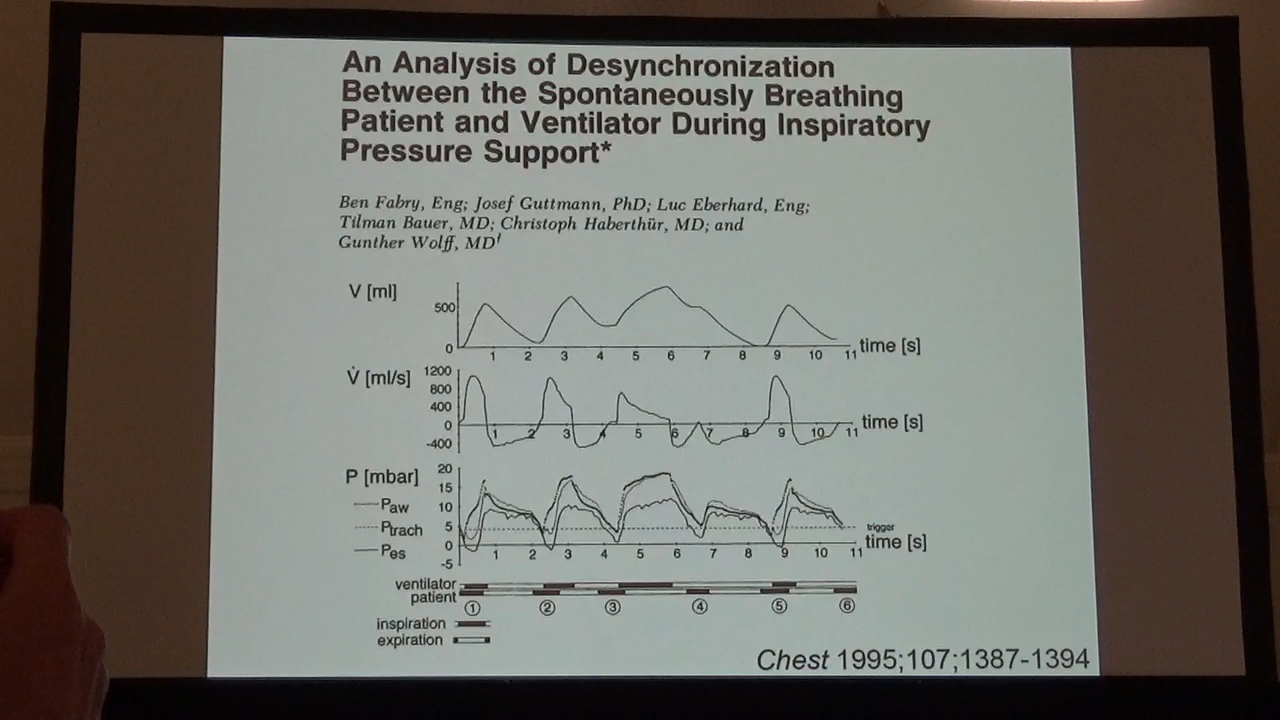 An Analysis of Desynchronization
Between the Spontaneously Breathing
Patient and Ventilator During Inspiratory
Pressure Support*
Ben Fabry, Eng; Josef Guttmann, PhD; Luc Eberhard, Eng;
Tilman Bauer, MD; Christoph Haberthür, MD; and
Gunther Wolff, MD†
V [ml]
500
0
1 2 3 4 5 6 7 8 9 10 11 time [s]
V̇ [ml/s]
1200
800
400
0
-400
1 2 3 4 5 6 7 8 9 10 11 time [s]
P [mbar]
20
15
10
5
0
-5
Paw
Ptrach
Pes
trigger
1 2 3 4 5 6 7 8 9 10 11 time [s]
ventilator
patient
① ② ③ ④ ⑤ ⑥
inspiration
expiration
Chest 1995;107;1387-1394